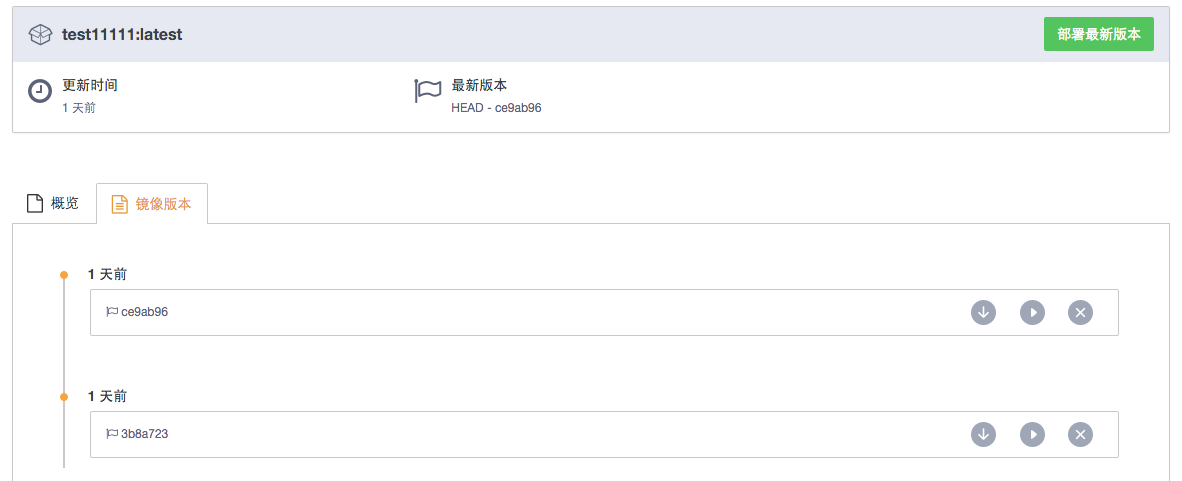 test11111:latest
部署最新版本
更新时间
最新版本
1 天前
HEAD - ce9ab96
概览
镜像版本
1 天前
ce9ab96
1 天前
3b8a723